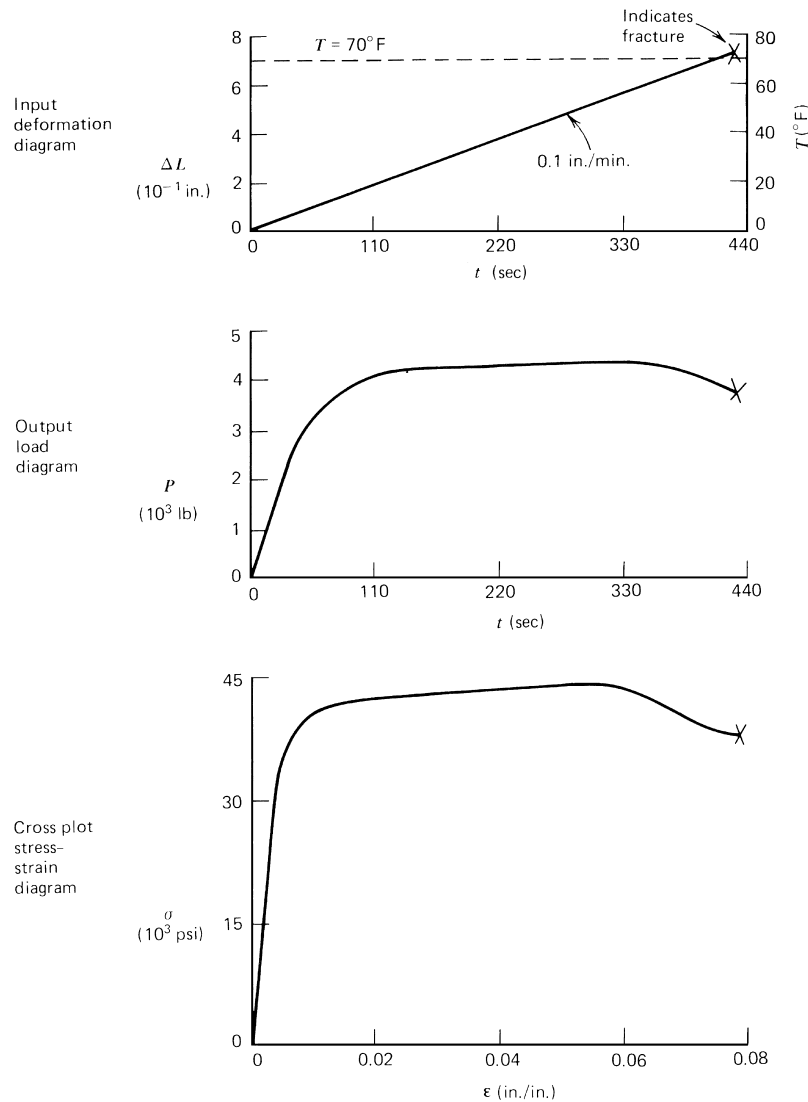 Indicates
fracture
T = 70°F
Input
deformation
diagram
ΔL
(10⁻¹ in.)
8
6
4
2
0
80
60
40
20
0
T(°F)
0.1 in./min.
0
110
220
330
440
t (sec)
Output
load
diagram
P
(10³ lb)
5
4
3
2
1
0
0
110
220
330
440
t (sec)
Cross plot
stress–
strain
diagram
σ
(10³ psi)
45
30
15
0
0
0.02
0.04
0.06
0.08
ε (in./in.)